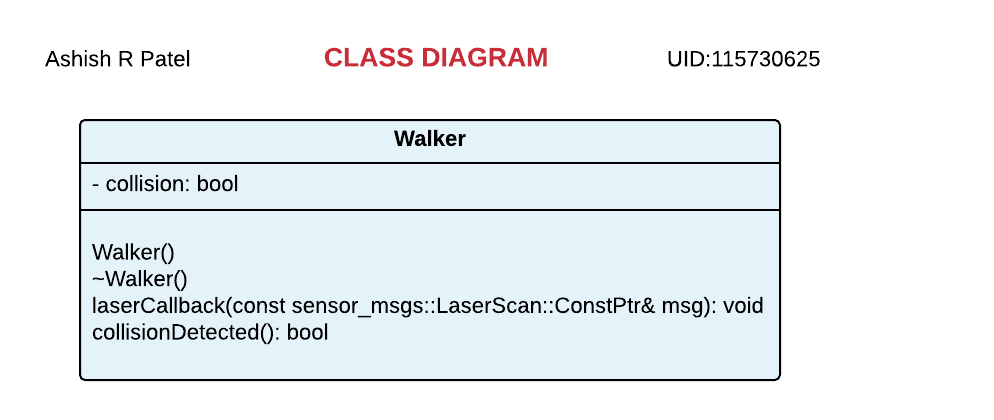 Ashish R Patel
CLASS DIAGRAM
UID:115730625
Walker
- collision: bool
Walker()
~Walker()
laserCallback(const sensor_msgs::LaserScan::ConstPtr& msg): void
collisionDetected(): bool